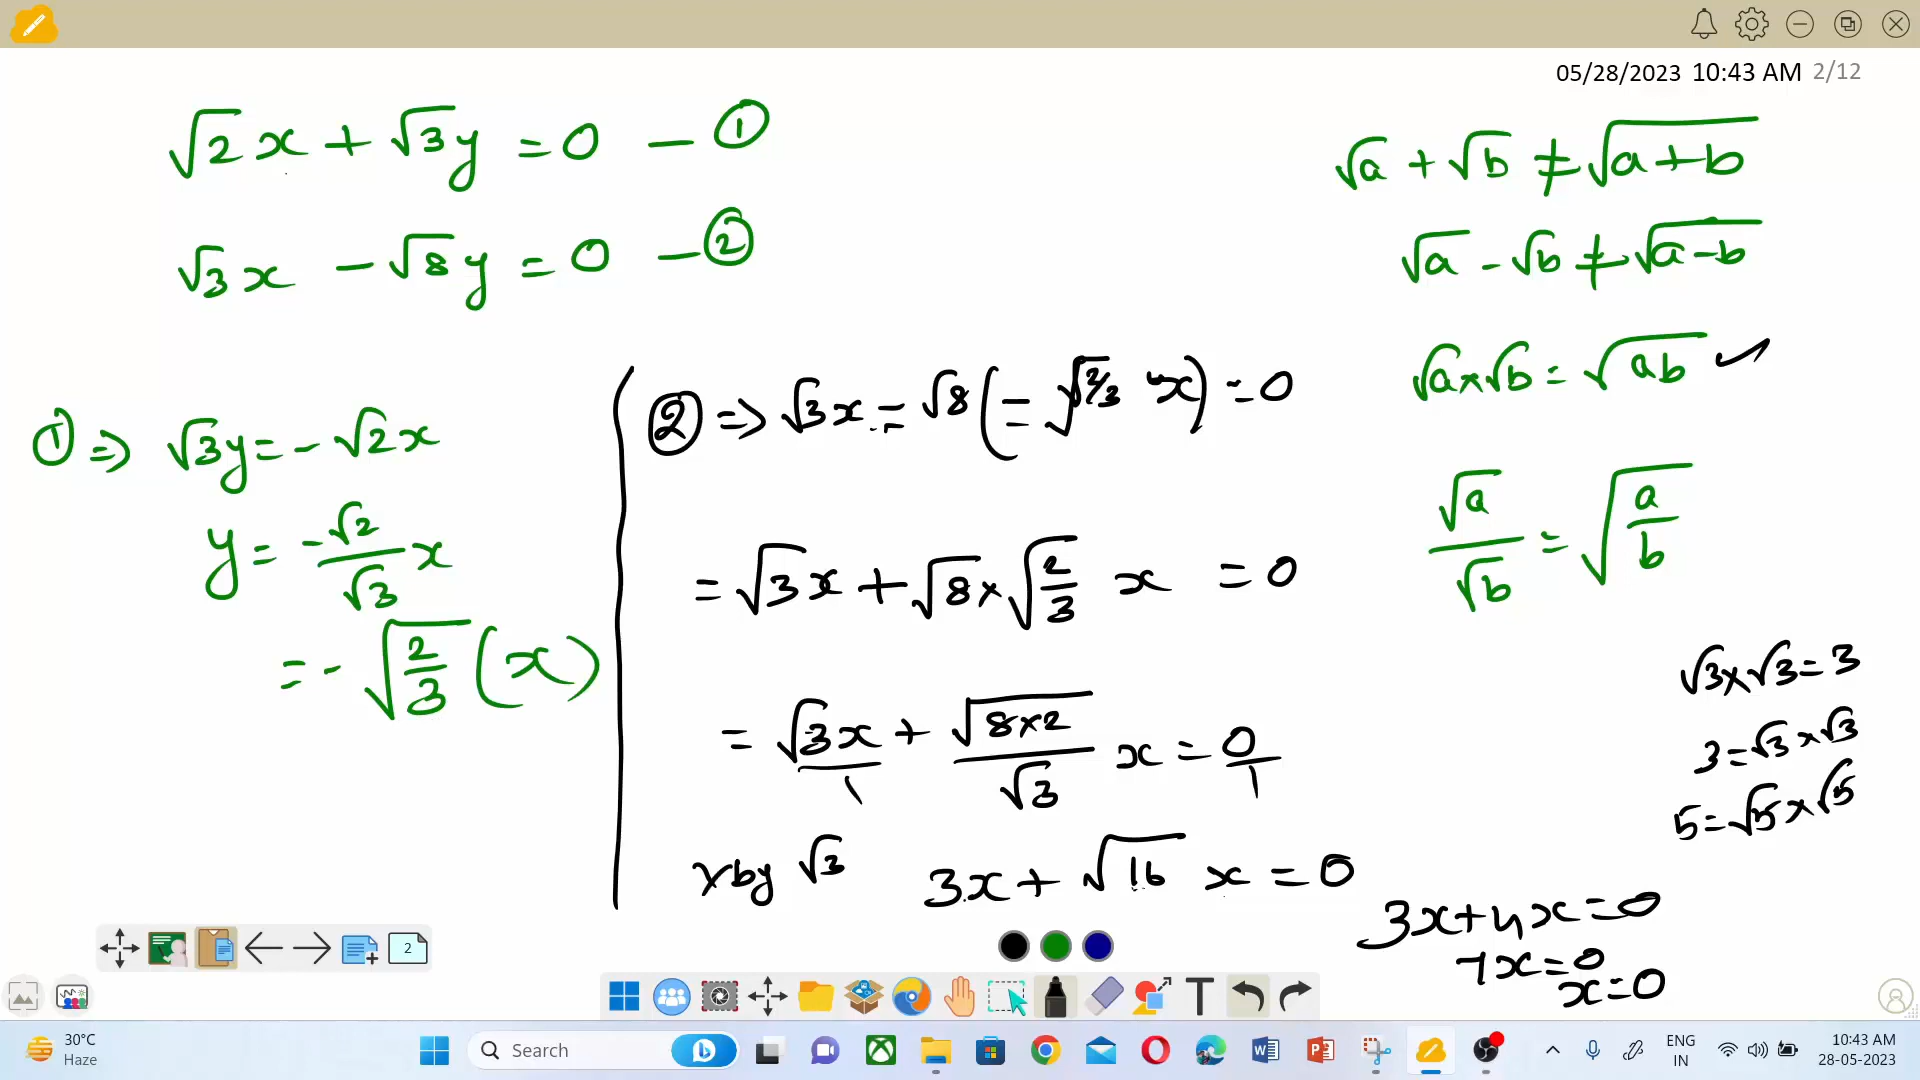 05/28/2023 10:43 AM 2/12
√2x + √3y = 0 — ①
√3x - √8y = 0 — ②
① ⇒ √3y = -√2x
y = -√2/√3 x
= -√(2/3) (x)
② ⇒ √3x - √8(-√(2/3) x) = 0
= √3x + √8 × √(2/3) x = 0
= √3x/1 + √(8×2)/√3 x = 0/1
x by √3 3x + √16 x = 0
3x + 4x = 0
7x = 0
x = 0
√a + √b ≠ √(a+b)
√a - √b ≠ √(a-b)
√a × √b = √ab ✓
√a/√b = √(a/b)
√3 × √3 = 3
3 = √3 × √3
5 = √5 × √5
2
30°C
Haze
Search
ENG
IN
10:43 AM
28-05-2023